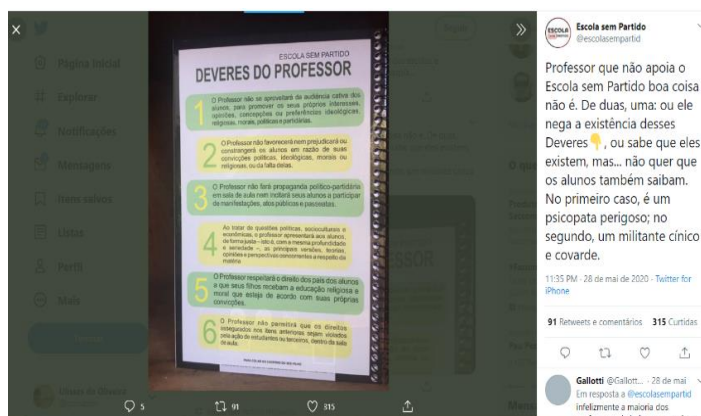 Página Inicial
Explorar
Notificações
Mensagens
Itens salvos
Listas
Perfil
Mais
ESCOLA SEM PARTIDO
DEVERES DO PROFESSOR
1 O Professor não se aproveitará da audiência cativa dos
alunos, para promover os seus próprios interesses,
opiniões, concepções ou preferências ideológicas,
religiosas, morais, políticas e partidárias.
2 O Professor não favorecerá nem prejudicará ou
constrangerá os alunos em razão de suas
convicções políticas, ideológicas, morais ou
religiosas, ou da falta delas.
3 O Professor não fará propaganda político-partidária
em sala de aula nem incitará seus alunos a participar
de manifestações, atos públicos e passeatas.
4 Ao tratar de questões políticas, socioculturais e
econômicas, o professor apresentará aos alunos,
de forma justa – isto é, com a mesma profundidade
e seriedade –, as principais versões, teorias,
opiniões e perspectivas concorrentes a respeito da
matéria
5 O Professor respeitará o direito dos pais dos alunos
a que seus filhos recebam a educação religiosa e
moral que esteja de acordo com suas próprias
convicções.
6 O Professor não permitirá que os direitos
assegurados nos itens anteriores sejam violados
pela ação de estudantes ou terceiros, dentro da sala
de aula.
5 91 315
Escola sem Partido
@escolasempartid
Professor que não apoia o
Escola sem Partido boa coisa
não é. De duas, uma: ou ele
nega a existência desses
Deveres👇, ou sabe que eles
existem, mas... não quer que
os alunos também saibam.
No primeiro caso, é um
psicopata perigoso; no
segundo, um militante cínico
e covarde.
11:35 PM · 28 de mai de 2020 · Twitter for
iPhone
91 Retweets e comentários 315 Curtidas
Gallotti @Gallott... · 28 de mai
Em resposta a @escolasempartid
infelizmente a maioria dos